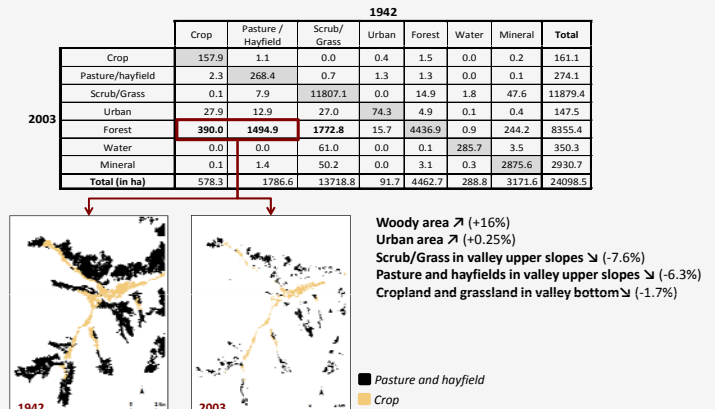 1942
Crop Pasture / Hayfield Scrub/ Grass Urban Forest Water Mineral Total
Crop 157.9 1.1 0.0 0.4 1.5 0.0 0.2 161.1
Pasture/hayfield 2.3 268.4 0.7 1.3 1.3 0.0 0.1 274.1
Scrub/Grass 0.1 7.9 11807.1 0.0 14.9 1.8 47.6 11879.4
Urban 27.9 12.9 27.0 74.3 4.9 0.1 0.4 147.5
2003
Forest 390.0 1494.9 1772.8 15.7 4436.9 0.9 244.2 8355.4
Water 0.0 0.0 61.0 0.0 0.1 285.7 3.5 350.3
Mineral 0.1 1.4 50.2 0.0 3.1 0.3 2875.6 2930.7
Total (in ha) 578.3 1786.6 13718.8 91.7 4462.7 288.8 3171.6 24098.5
Woody area ↗ (+16%)
Urban area ↗ (+0.25%)
Scrub/Grass in valley upper slopes ↘ (-7.6%)
Pasture and hayfields in valley upper slopes ↘ (-6.3%)
Cropland and grassland in valley bottom↘ (-1.7%)
Pasture and hayfield
Crop
1942
2003